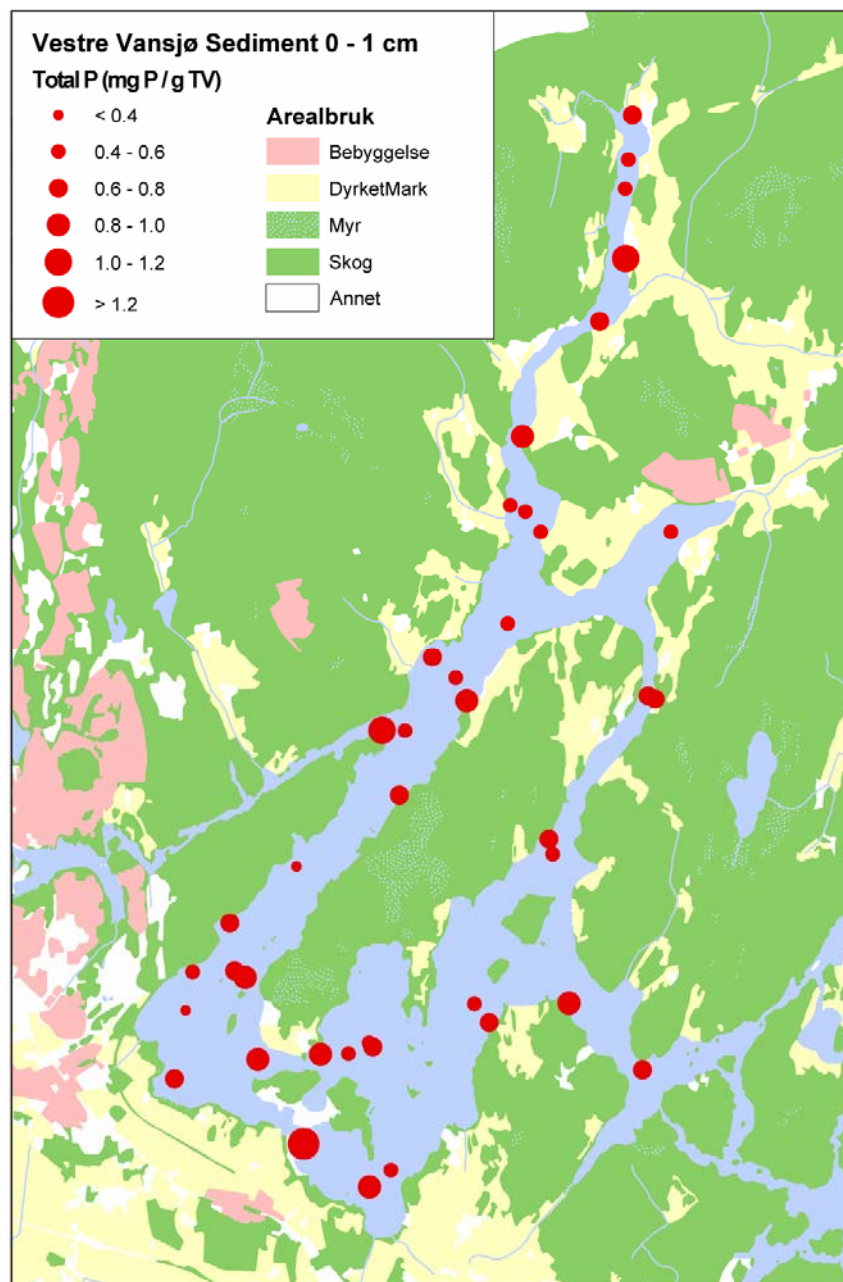 Vestre Vansjø Sediment 0 - 1 cm
Total P (mg P / g TV)
< 0.4
0.4 - 0.6
0.6 - 0.8
0.8 - 1.0
1.0 - 1.2
> 1.2
Arealbruk
Bebyggelse
DyrketMark
Myr
Skog
Annet